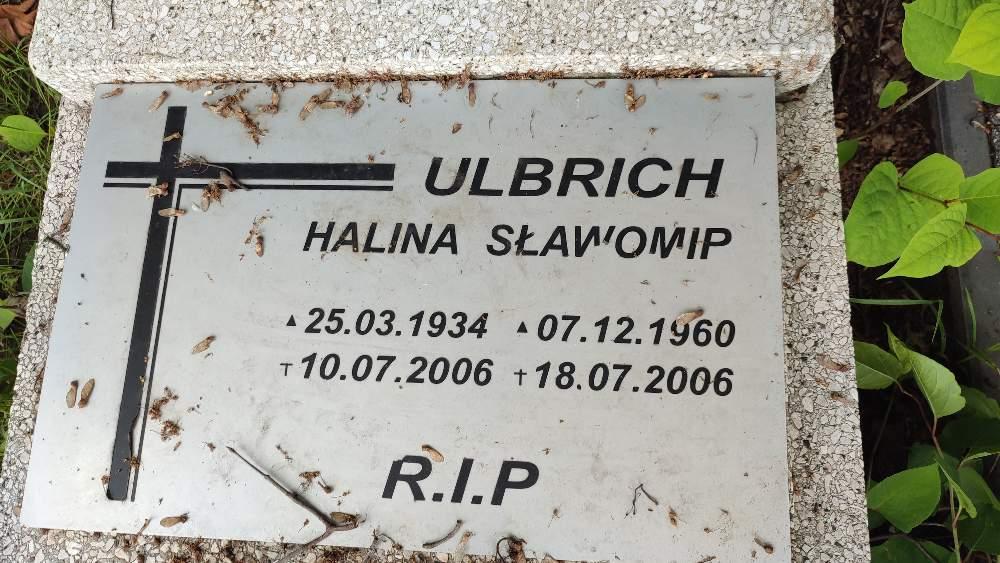 ULBRICH
HALINA SŁAWOMIP
▲25.03.1934 ▲07.12.1960
†10.07.2006 †18.07.2006
R.I.P